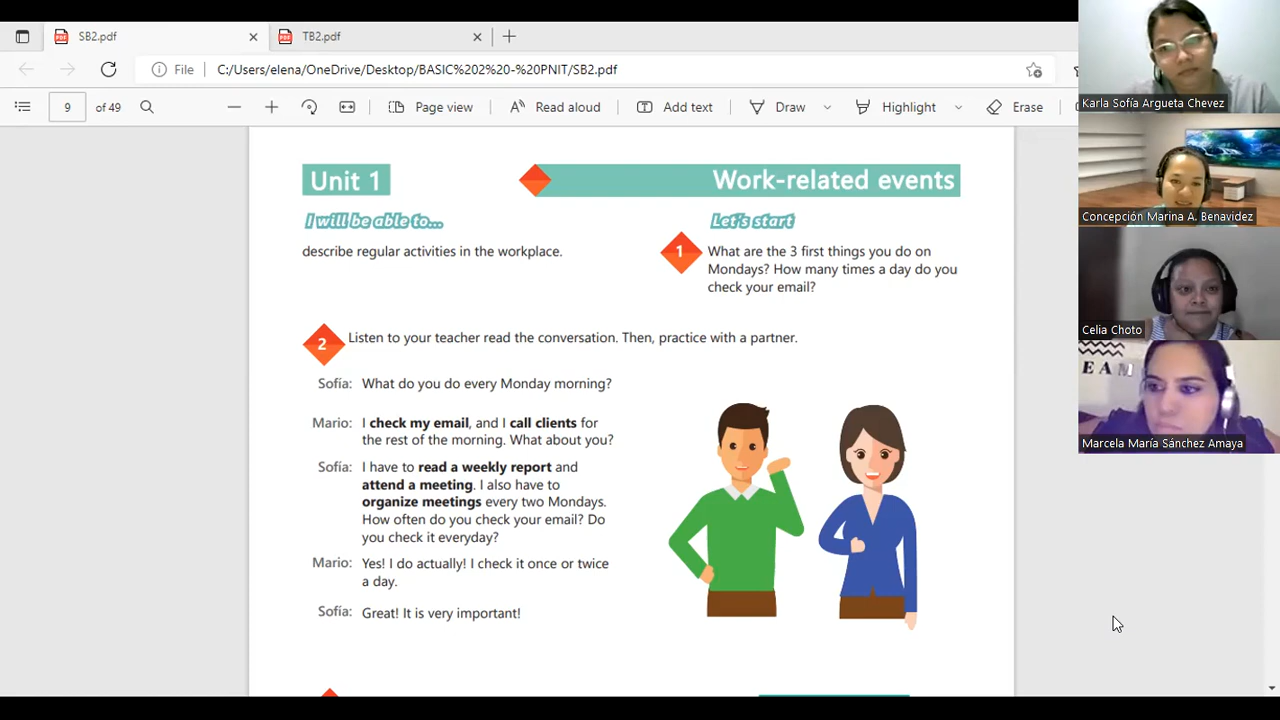 SB2.pdf
TB2.pdf
File
C:/Users/elena/OneDrive/Desktop/BASIC%202%20-%20PNIT/SB2.pdf
9 of 49
Page view
Read aloud
Add text
Draw
Highlight
Erase
Unit 1
Work-related events
I will be able to...
describe regular activities in the workplace.
Let's start
1
What are the 3 first things you do on
Mondays? How many times a day do you
check your email?
2
Listen to your teacher read the conversation. Then, practice with a partner.
Sofía: What do you do every Monday morning?
Mario: I check my email, and I call clients for
the rest of the morning. What about you?
Sofía: I have to read a weekly report and
attend a meeting. I also have to
organize meetings every two Mondays.
How often do you check your email? Do
you check it everyday?
Mario: Yes! I do actually! I check it once or twice
a day.
Sofía: Great! It is very important!
Karla Sofía Argueta Chevez
Concepción Marina A. Benavidez
Celia Choto
EAM
Marcela María Sánchez Amaya